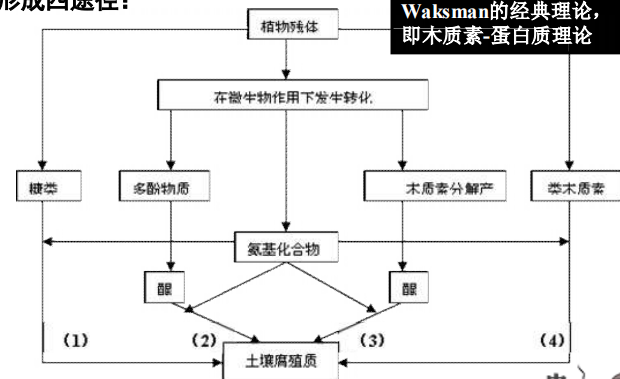 形成四途径？
Waksman的经典理论，
即木质素-蛋白质理论
植物残体
在微生物作用下发生转化
糖类
多酚物质
木质素分解产
类木质素
氨基化合物
醌
醌
（1）
（2）
（3）
（4）
土壤腐殖质